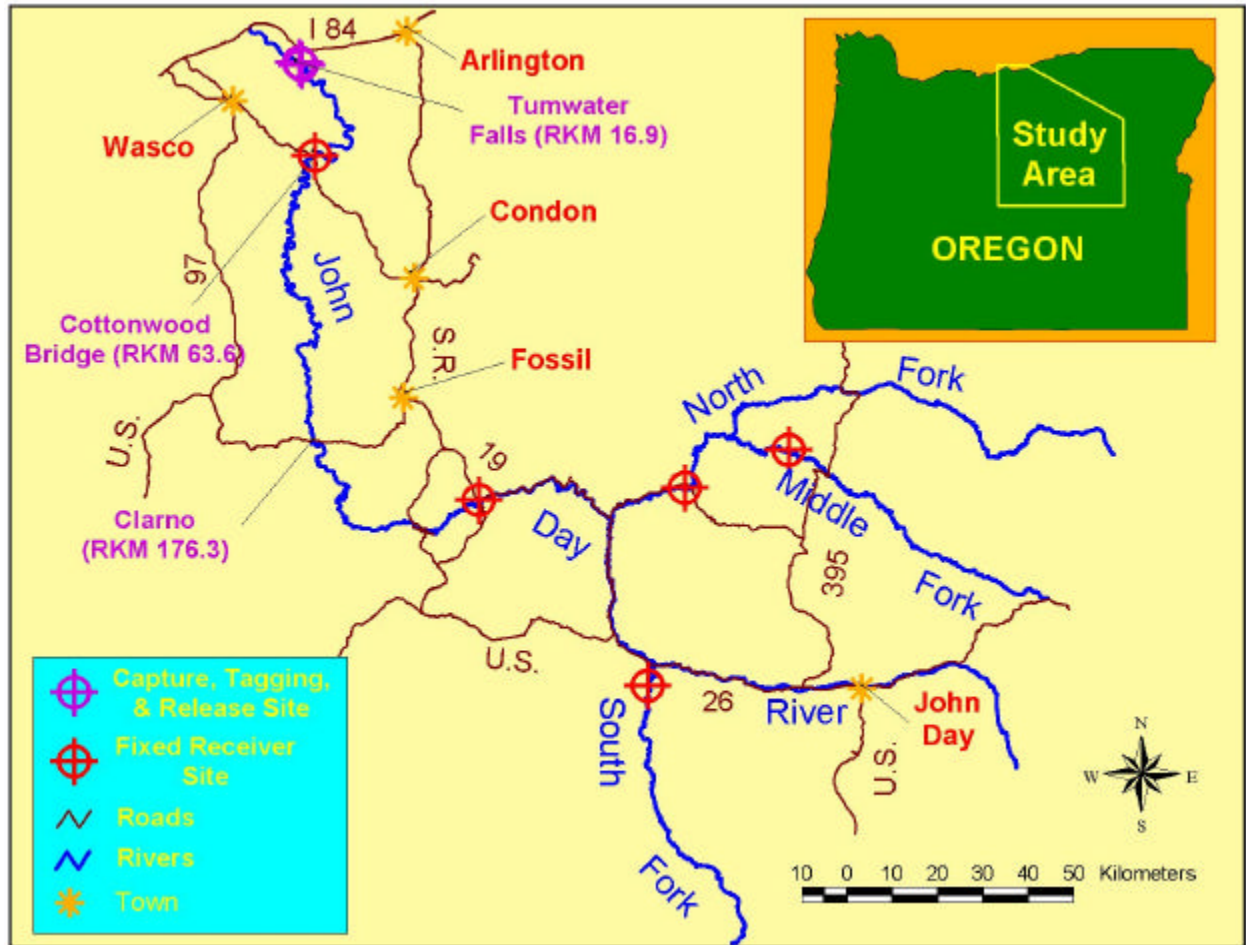 I 84
Arlington
Tumwater
Falls (RKM 16.9)
Wasco
Condon
97
John
Cottonwood
Bridge (RKM 63.6)
S.R.
Fossil
U.S.
19
Clarno
(RKM 176.3)
Day
North
Fork
Middle
Fork
395
U.S.
26
River
John
Day
South
Fork
U.S.
Study
Area
OREGON
Capture, Tagging,
& Release Site
Fixed Receiver
Site
Roads
Rivers
Town
N
W
E
S
10 0 10 20 30 40 50 Kilometers